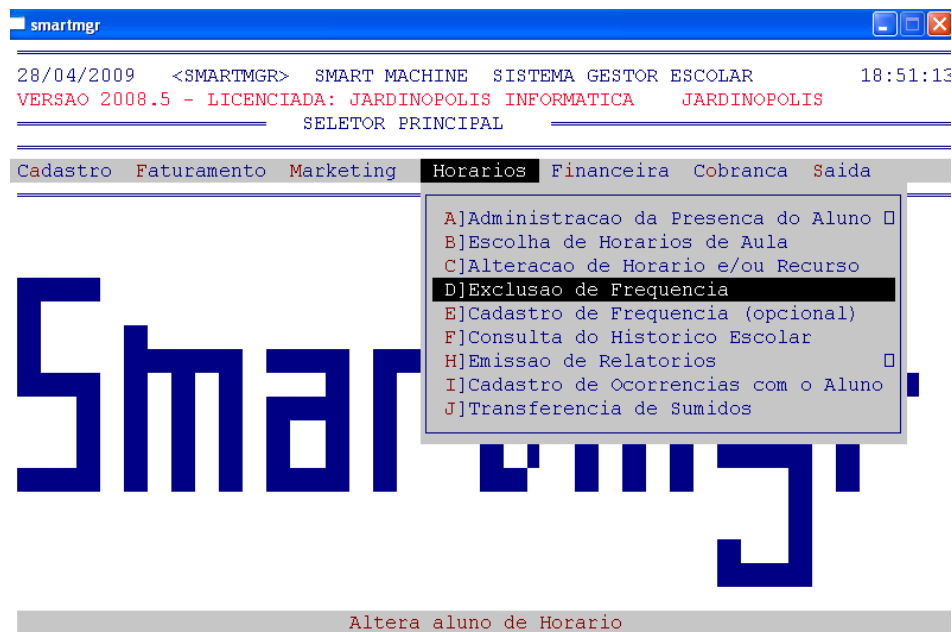 smartmgr
28/04/2009 <SMARTMGR> SMART MACHINE SISTEMA GESTOR ESCOLAR 18:51:13
VERSAO 2008.5 - LICENCIADA: JARDINOPOLIS INFORMATICA JARDINOPOLIS
SELETOR PRINCIPAL
Cadastro Faturamento Marketing Horarios Financeira Cobranca Saida
A]Administracao da Presenca do Aluno
B]Escolha de Horarios de Aula
C]Alteracao de Horario e/ou Recurso
D]Exclusao de Frequencia
E]Cadastro de Frequencia (opcional)
F]Consulta do Historico Escolar
H]Emissao de Relatorios
I]Cadastro de Ocorrencias com o Aluno
J]Transferencia de Sumidos
Smartmgr
Altera aluno de Horario